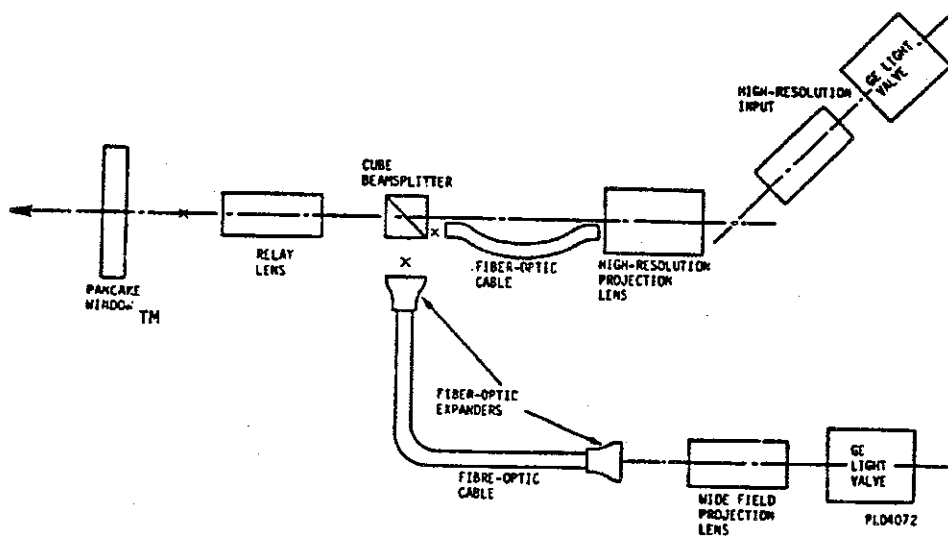 GE LIGHT
VALVE
HIGH-RESOLUTION
INPUT
CUBE
BEAMSPLITTER
RELAY
LENS
FIBER-OPTIC
CABLE
HIGH-RESOLUTION
PROJECTION
LENS
PANCAKE
WINDOW TM
FIBER-OPTIC
EXPANDERS
FIBRE-OPTIC
CABLE
WIDE FIELD
PROJECTION
LENS
GE
LIGHT
VALVE
PLD4072